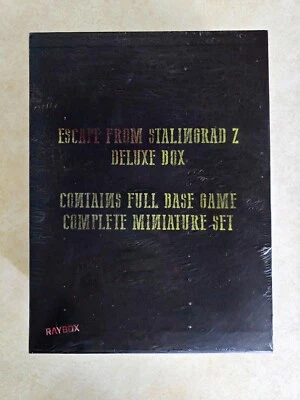 ESCAPE FROM STALINGRAD Z
DELUXE BOX
CONTAINS FULL BASE GAME
COMPLETE MINIATURE SET
RAYBOX